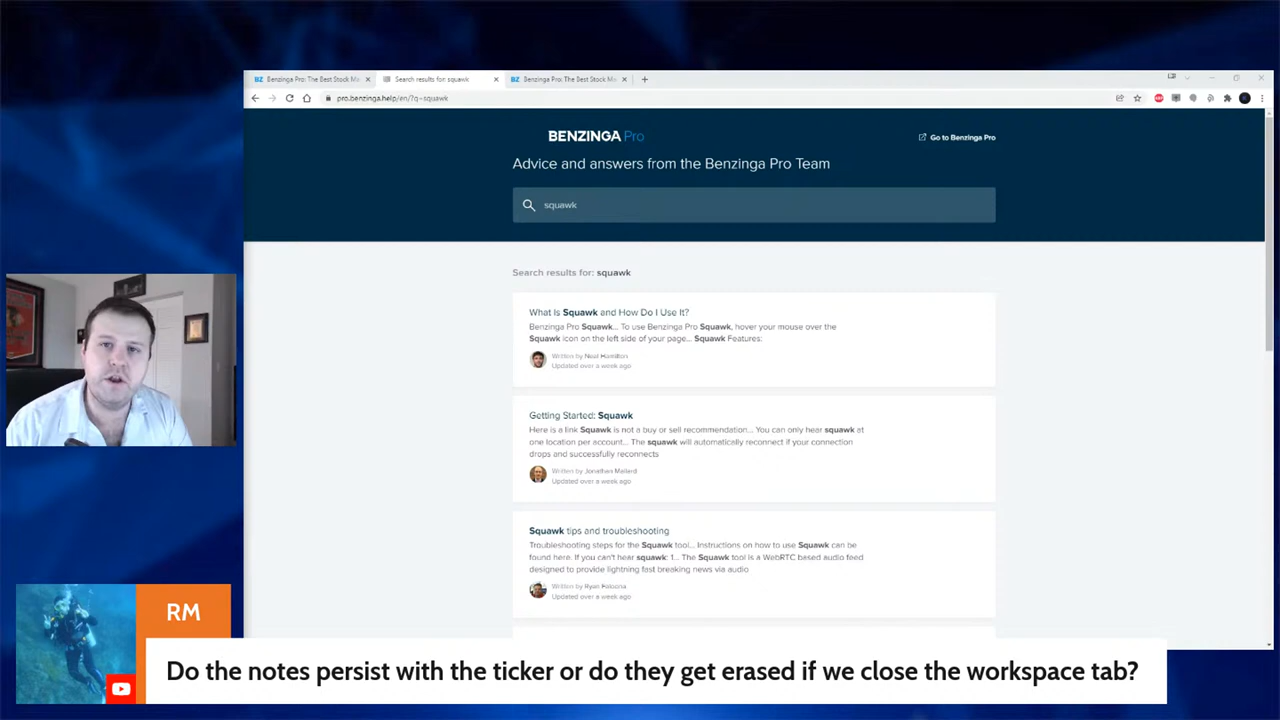 Benzinga Pro: The Best Stock Ma
Search results for: squawk
Benzinga Pro: The Best Stock Ma
pro.benzinga.help/en/?q=squawk
BENZINGA Pro
Go to Benzinga Pro
Advice and answers from the Benzinga Pro Team
squawk
Search results for: squawk
What Is Squawk and How Do I Use It?
Benzinga Pro Squawk... To use Benzinga Pro Squawk, hover your mouse over the
Squawk icon on the left side of your page... Squawk Features:
Written by Neal Hamilton
Updated over a week ago
Getting Started: Squawk
Here is a link Squawk is not a buy or sell recommendation... You can only hear squawk at
one location per account... The squawk will automatically reconnect if your connection
drops and successfully reconnects
Written by Jonathan Mallard
Updated over a week ago
Squawk tips and troubleshooting
Troubleshooting steps for the Squawk tool... Instructions on how to use Squawk can be
found here: If you can't hear squawk: 1... The Squawk tool is a WebRTC based audio feed
designed to provide lightning fast breaking news via audio
Written by Ryan
Updated over a week ago
RM
Do the notes persist with the ticker or do they get erased if we close the workspace tab?